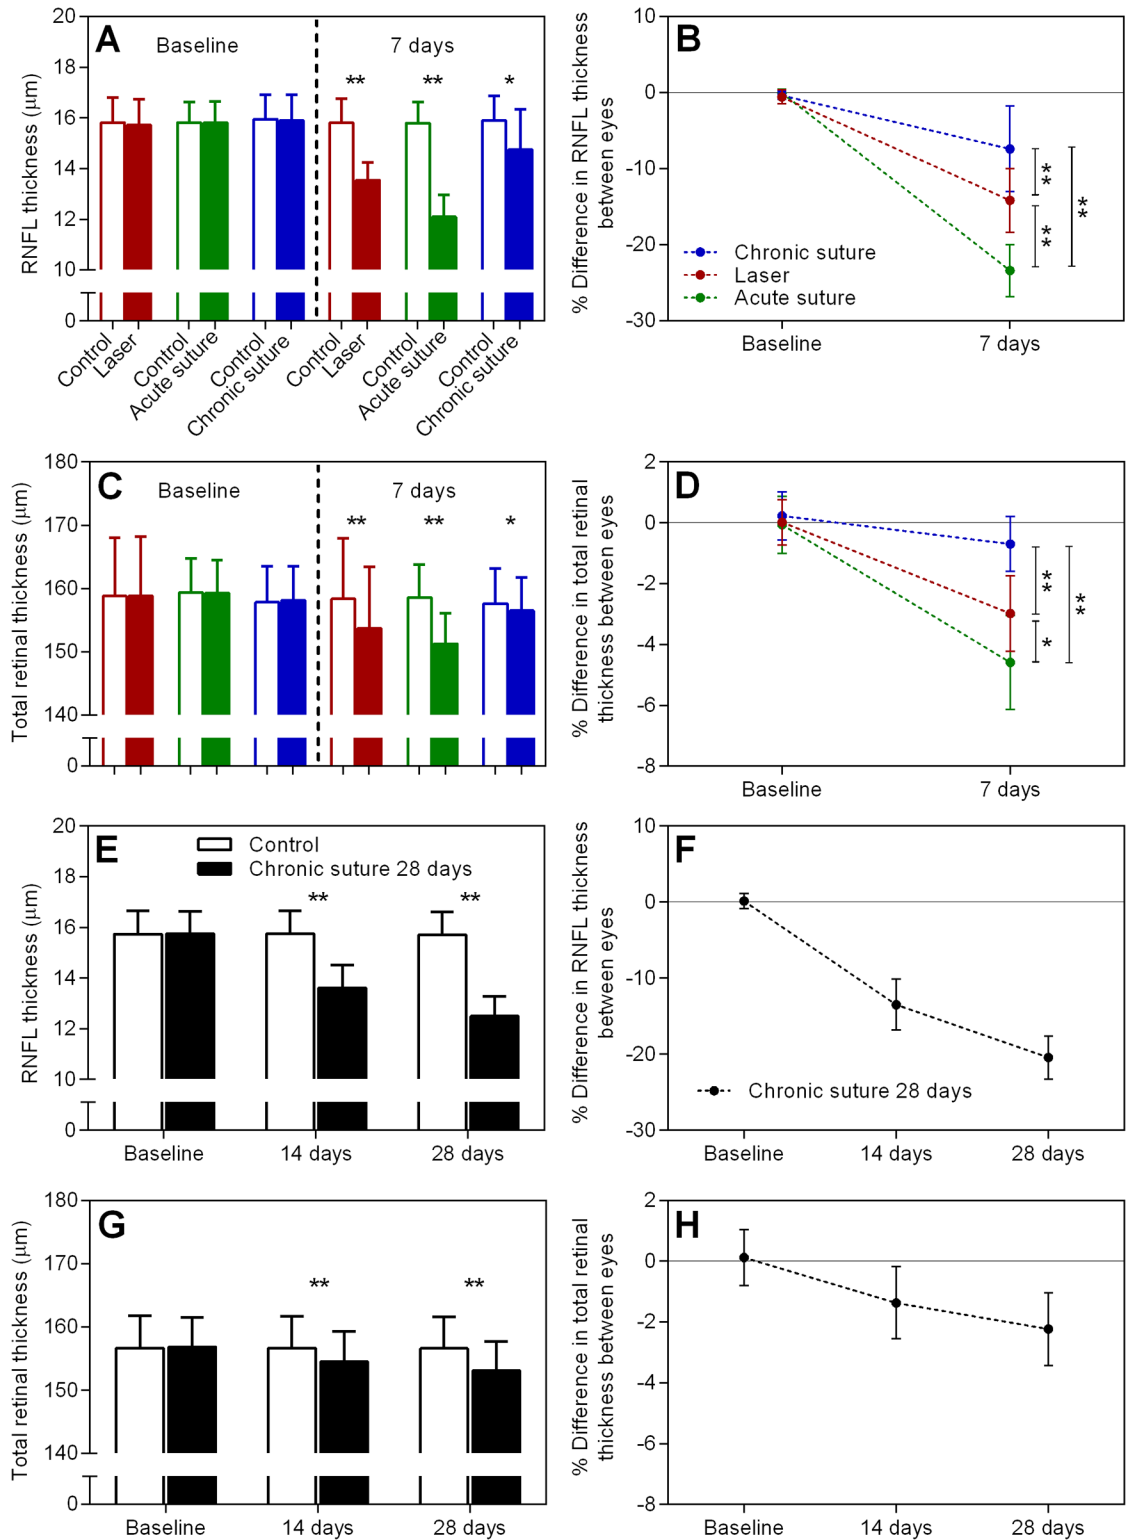 A
Baseline
7 days
RNFL thickness (μm)
20
18
16
14
12
10
0
** ** *
Control
Laser
Control
Acute suture
Control
Chronic suture
Control
Laser
Control
Acute suture
Control
Chronic suture
B
% Difference in RNFL thickness
between eyes
10
0
-10
-20
-30
Chronic suture
Laser
Acute suture
**
**
**
Baseline
7 days
C
Baseline
7 days
Total retinal thickness (μm)
180
170
160
150
140
0
** ** *
D
% Difference in total retinal
thickness between eyes
2
0
-2
-4
-6
-8
**
*
**
Baseline
7 days
E
Control
Chronic suture 28 days
RNFL thickness (μm)
20
18
16
14
12
10
0
** **
Baseline
14 days
28 days
F
% Difference in RNFL thickness
between eyes
10
0
-10
-20
-30
Chronic suture 28 days
Baseline
14 days
28 days
G
Total retinal thickness (μm)
180
170
160
150
140
0
** **
Baseline
14 days
28 days
H
% Difference in total retinal
thickness between eyes
2
0
-2
-4
-6
-8
Baseline
14 days
28 days